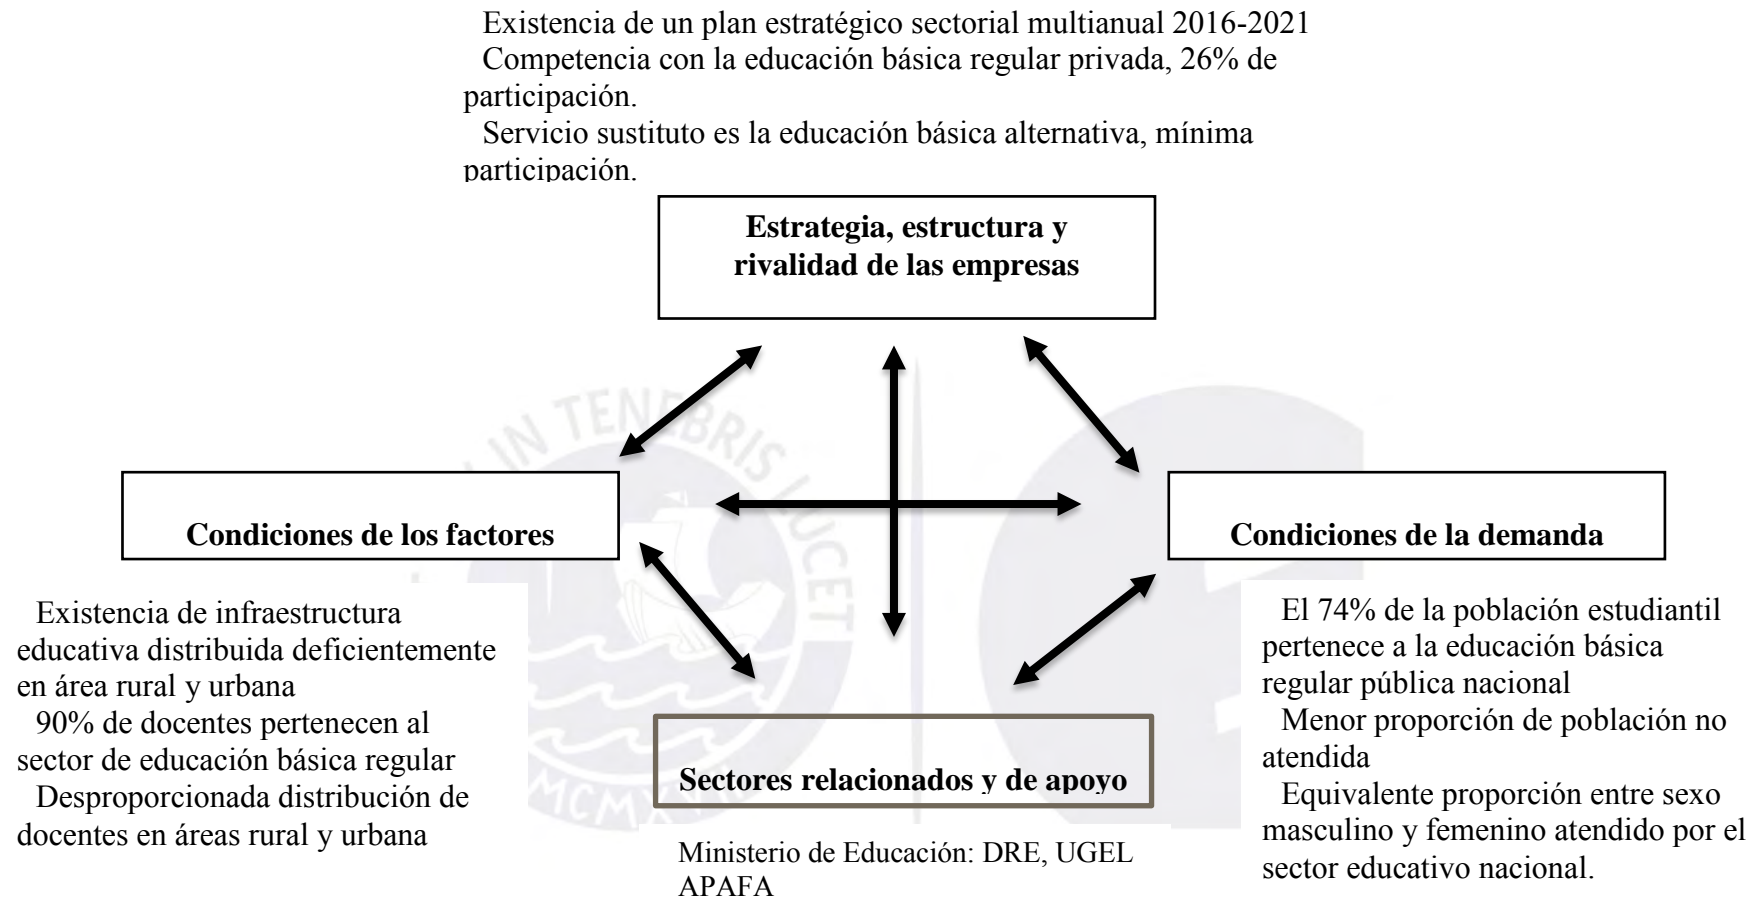 Existencia de un plan estratégico sectorial multianual 2016-2021
Competencia con la educación básica regular privada, 26% de
participación.
Servicio sustituto es la educación básica alternativa, mínima
participación.
Estrategia, estructura y
rivalidad de las empresas
Condiciones de los factores
Condiciones de la demanda
Existencia de infraestructura
educativa distribuida deficientemente
en área rural y urbana
90% de docentes pertenecen al
sector de educación básica regular
Desproporcionada distribución de
docentes en áreas rural y urbana
El 74% de la población estudiantil
pertenece a la educación básica
regular pública nacional
Menor proporción de población no
atendida
Equivalente proporción entre sexo
masculino y femenino atendido por el
sector educativo nacional.
Sectores relacionados y de apoyo
Ministerio de Educación: DRE, UGEL
APAFA
IN TENEBRIS LUCET